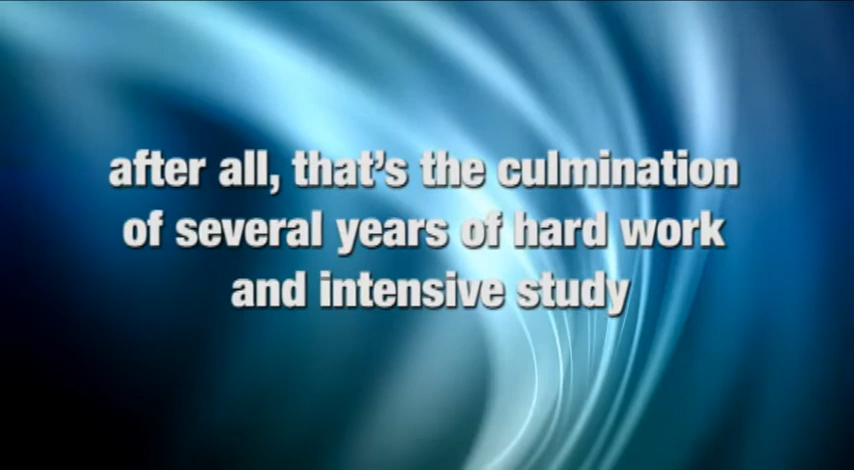 after all, that's the culmination
of several years of hard work
and intensive study